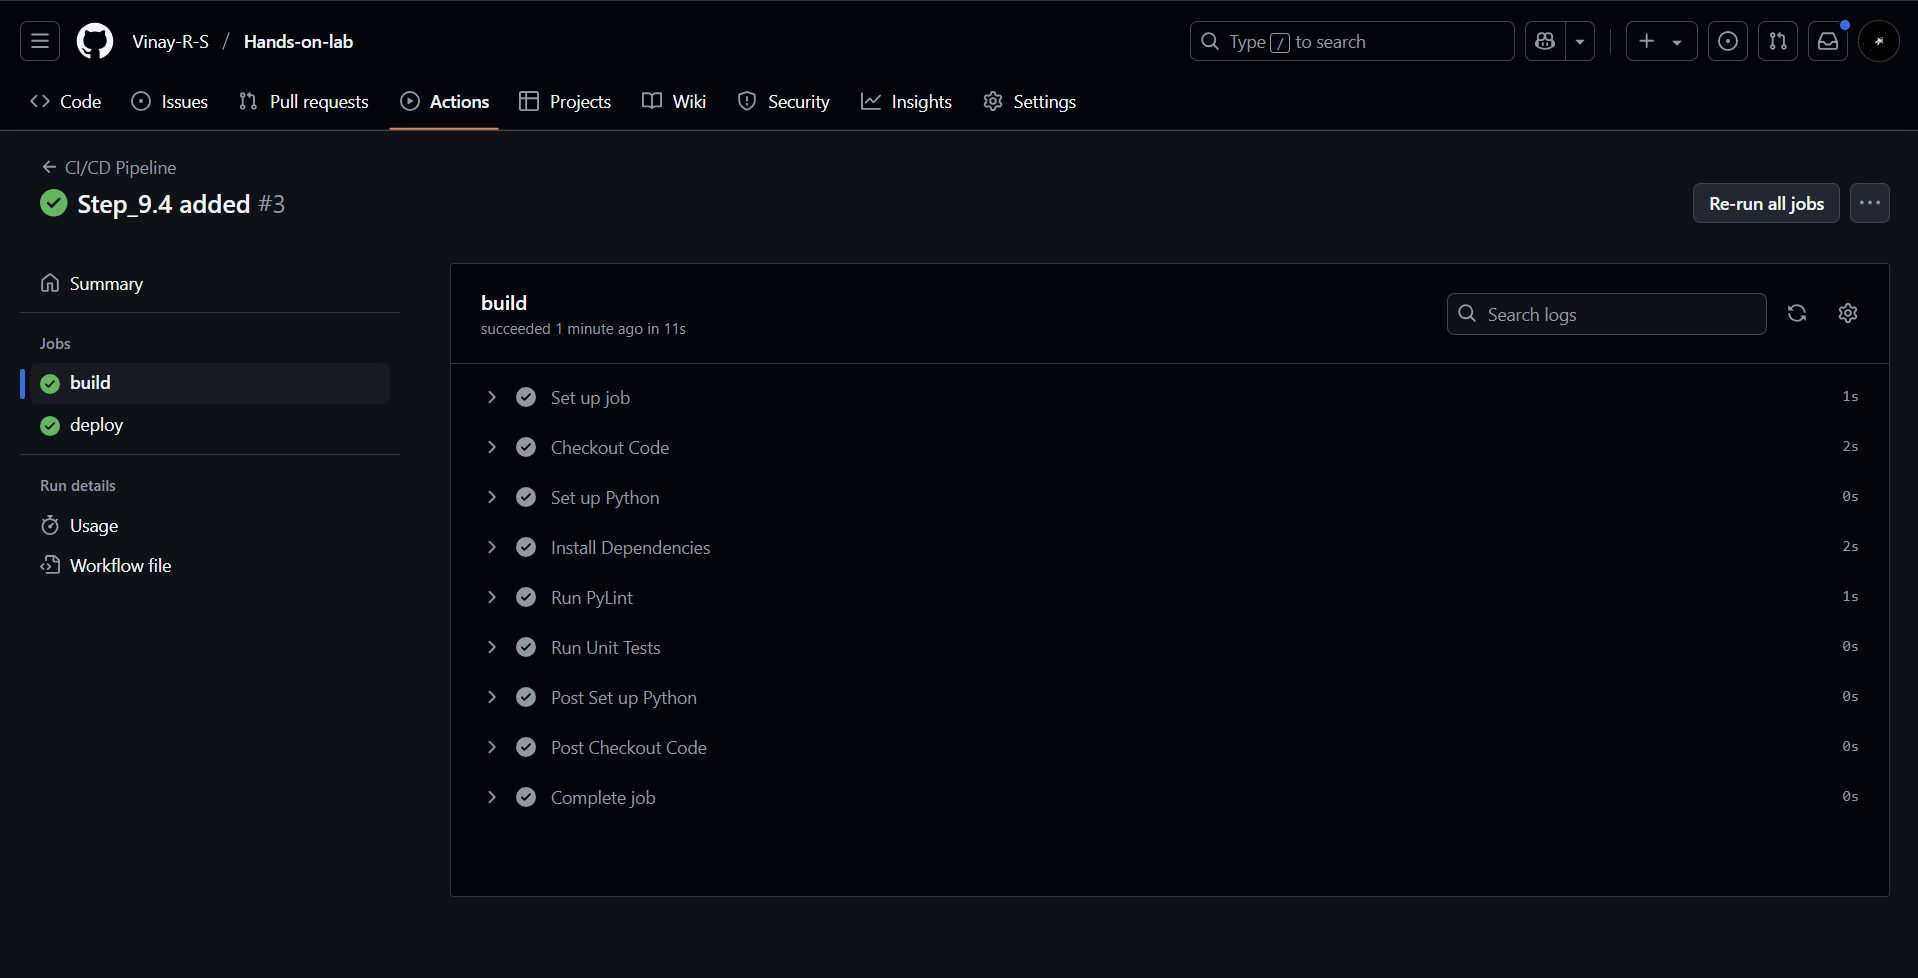 Vinay-R-S / Hands-on-lab
Type / to search
Code Issues Pull requests Actions Projects Wiki Security Insights Settings
CI/CD Pipeline
Step_9.4 added #3
Re-run all jobs
Summary
Jobs
build
deploy
Run details
Usage
Workflow file
build
succeeded 1 minute ago in 11s
Search logs
Set up job 1s
Checkout Code 2s
Set up Python 0s
Install Dependencies 2s
Run PyLint 1s
Run Unit Tests 0s
Post Set up Python 0s
Post Checkout Code 0s
Complete job 0s